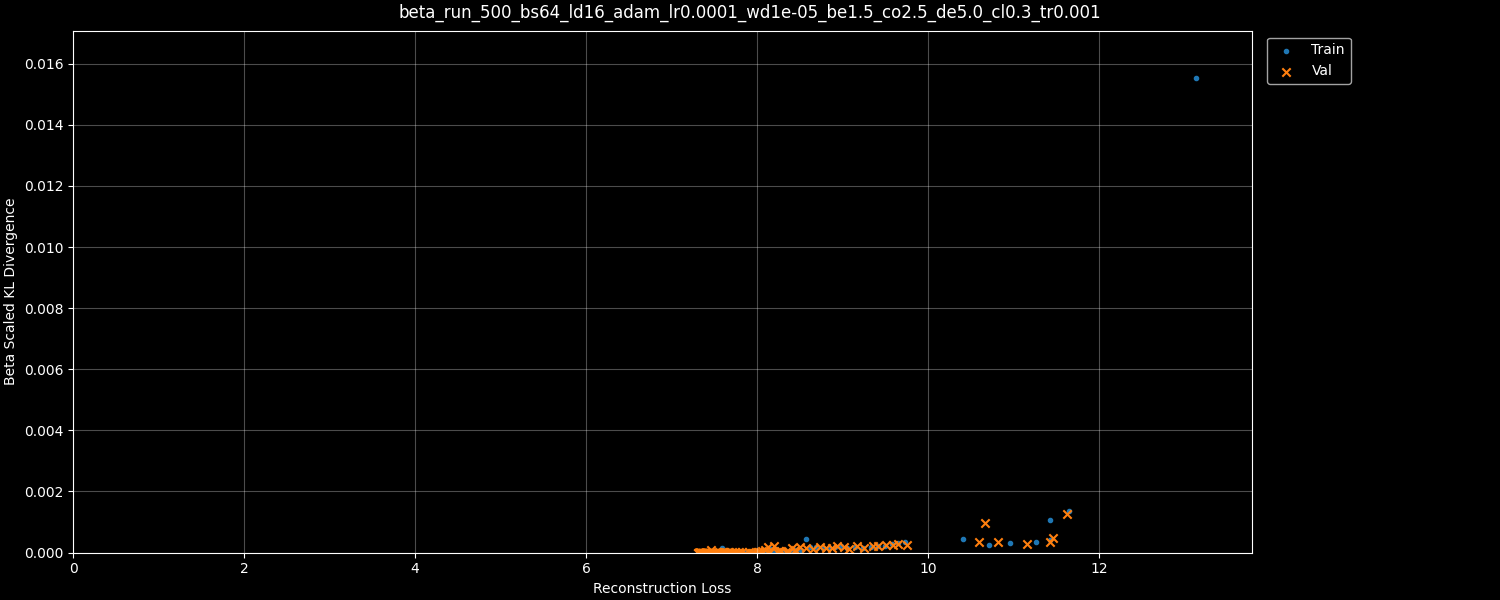 beta_run_500_bs64_ld16_adam_lr0.0001_wd1e-05_be1.5_co2.5_de5.0_cl0.3_tr0.001
Train
Val
0.016
0.014
0.012
0.010
0.008
0.006
0.004
0.002
0.000
Beta Scaled KL Divergence
0 2 4 6 8 10 12
Reconstruction Loss